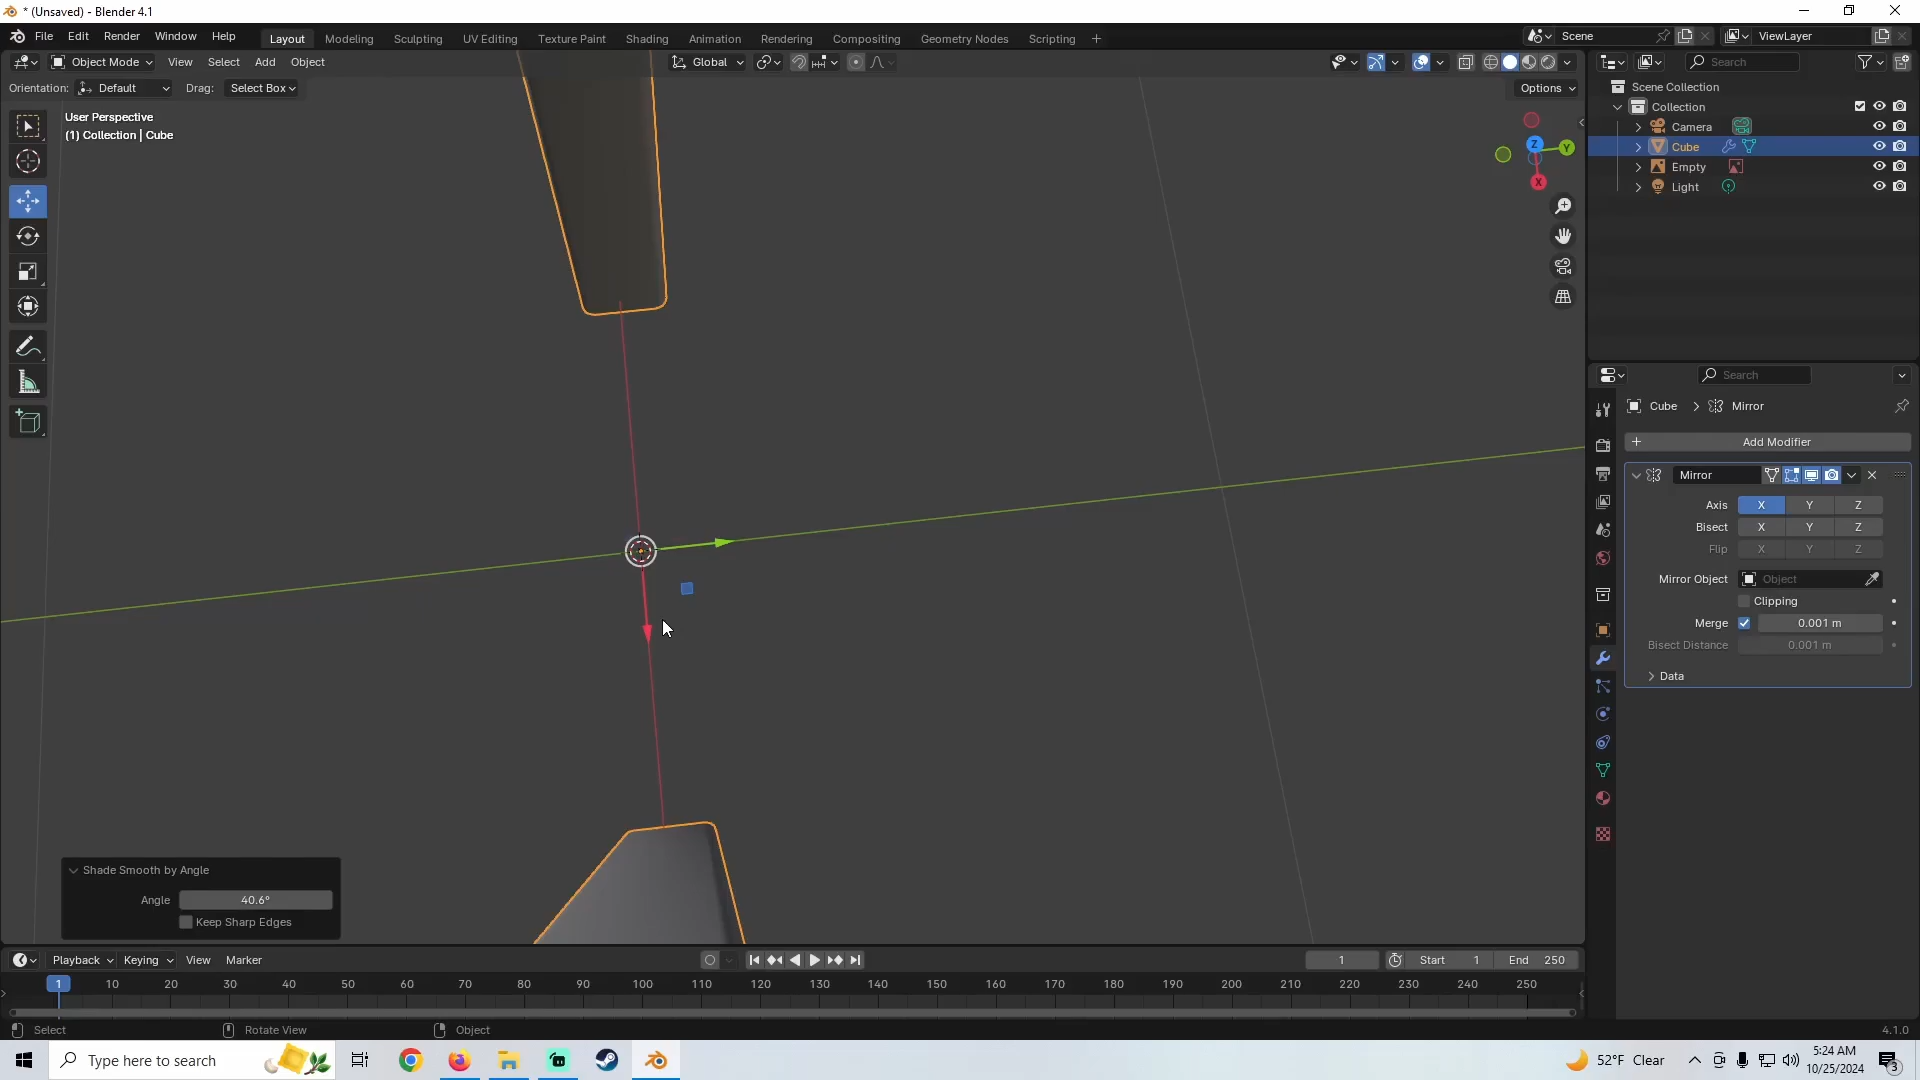 * (Unsaved) - Blender 4.1
File Edit Render Window Help Layout Modeling Sculpting UV Editing Texture Paint Shading Animation Rendering Compositing Geometry Nodes Scripting + Scene ViewLayer
Object Mode View Select Add Object Global Search
Orientation: Default Drag: Select Box Options
User Perspective
(1) Collection | Cube
Z
Y
X
Scene Collection
Collection
Camera
Cube
Empty
Light
Search
Cube > Mirror
+ Add Modifier
Mirror
Axis X Y Z
Bisect X Y Z
Flip X Y Z
Mirror Object Object
Clipping
Merge 0.001 m
Bisect Distance 0.001 m
Data
Shade Smooth by Angle
Angle 40.6°
Keep Sharp Edges
Playback Keying View Marker 1 Start 1 End 250
1 10 20 30 40 50 60 70 80 90 100 110 120 130 140 150 160 170 180 190 200 210 220 230 240 250
Select Rotate View Object 4.1.0
Type here to search 52°F Clear 5:24 AM
10/25/2024
3